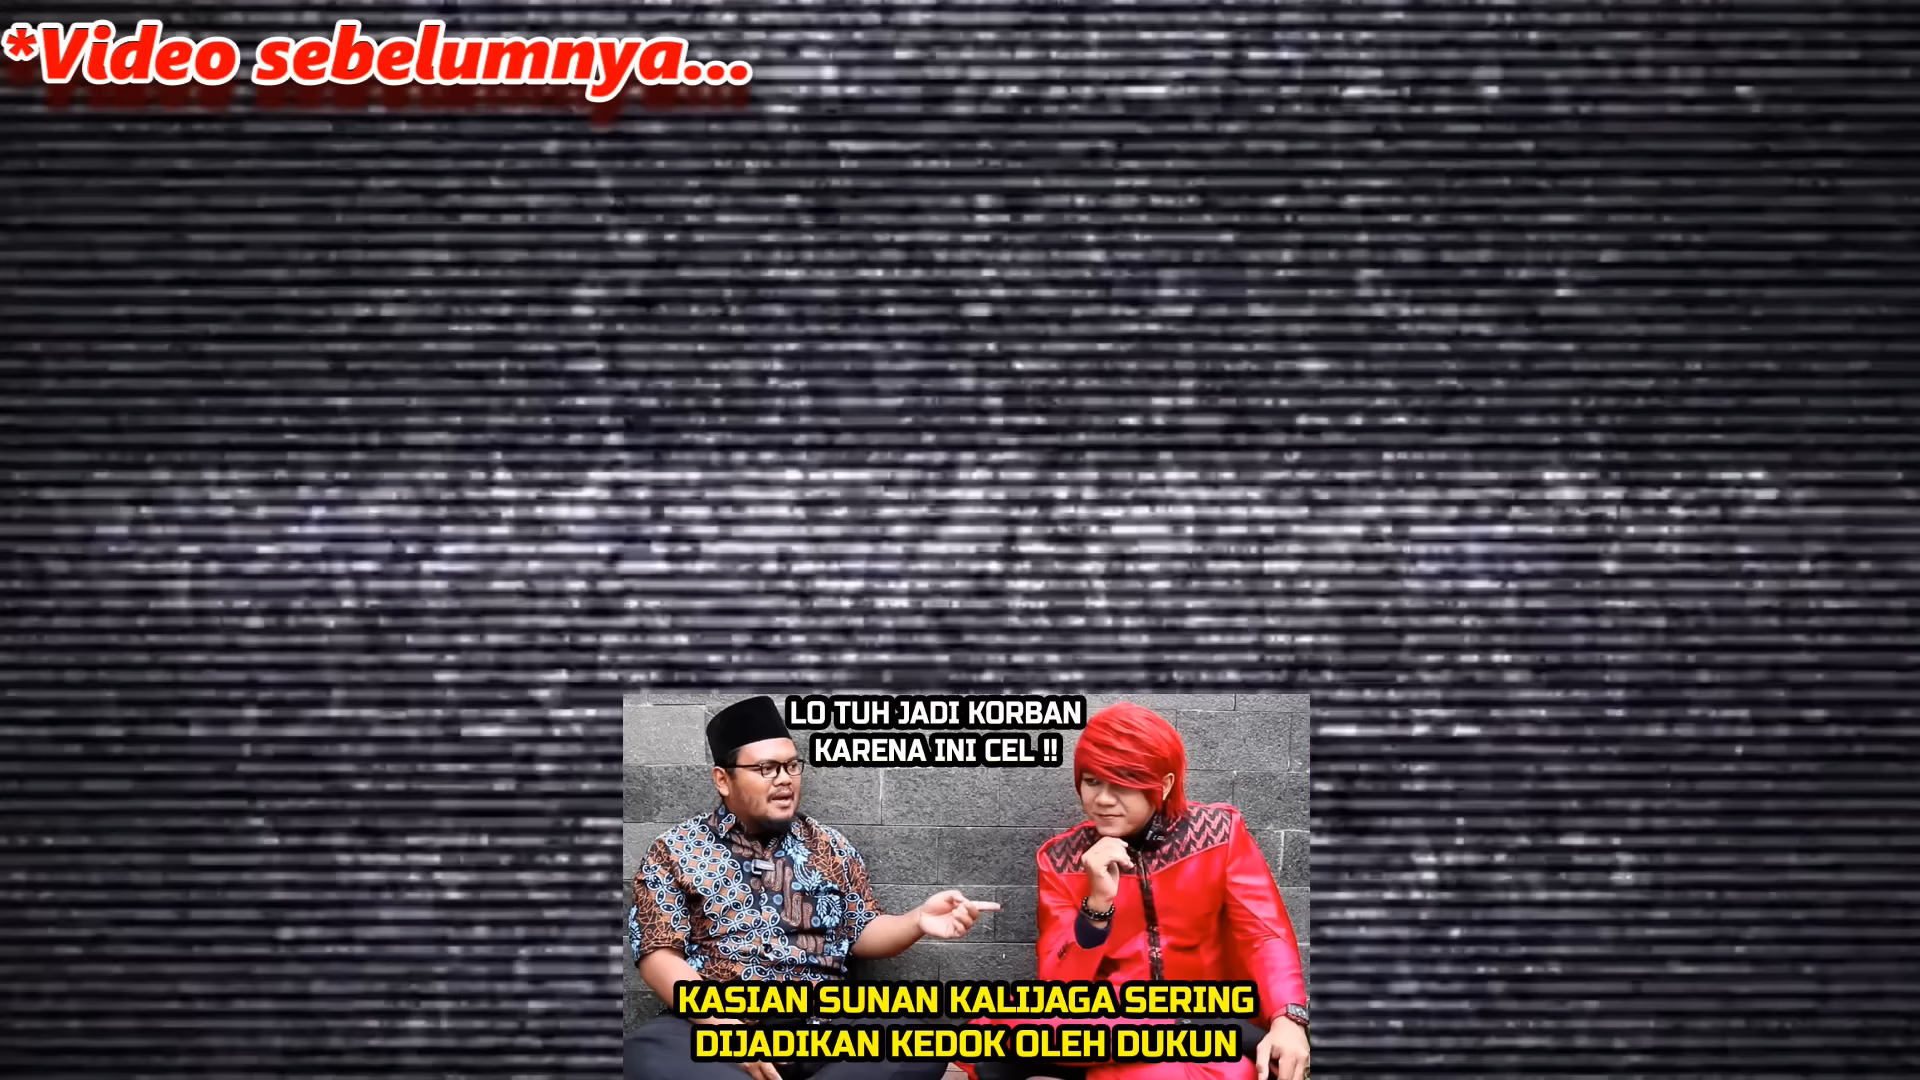 *Video sebelumnya...
LO TUH JADI KORBAN
KARENA INI CEL !!
KASIAN SUNAN KALIJAGA SERING
DIJADIKAN KEDOK OLEH DUKUN